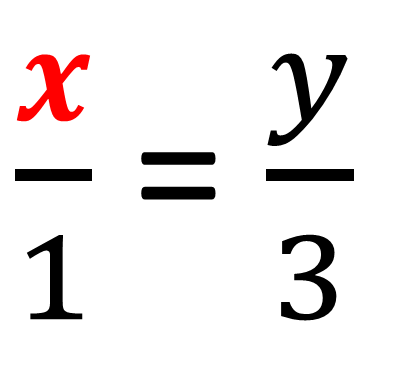 x/1 = y/3